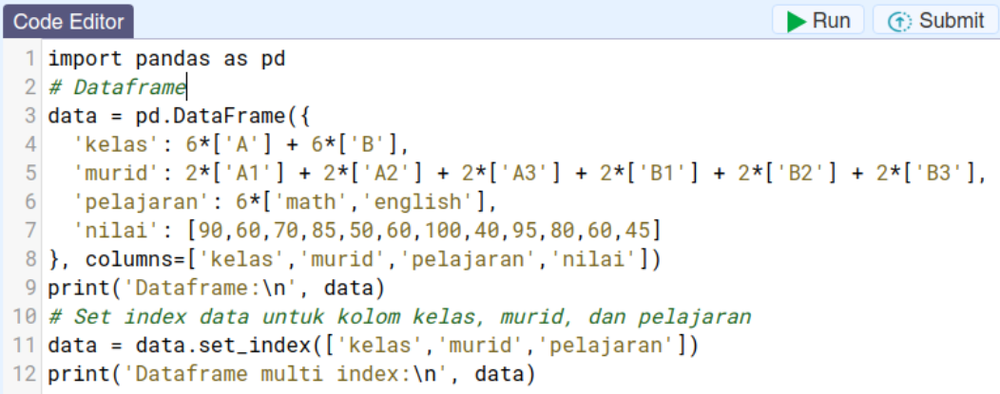 Code Editor Run Submit
1 import pandas as pd
2 # Dataframe
3 data = pd.DataFrame({
4   'kelas': 6*['A'] + 6*['B'],
5   'murid': 2*['A1'] + 2*['A2'] + 2*['A3'] + 2*['B1'] + 2*['B2'] + 2*['B3'],
6   'pelajaran': 6*['math','english'],
7   'nilai': [90,60,70,85,50,60,100,40,95,80,60,45]
8 }, columns=['kelas','murid','pelajaran','nilai'])
9 print('Dataframe:\n', data)
10 # Set index data untuk kolom kelas, murid, dan pelajaran
11 data = data.set_index(['kelas','murid','pelajaran'])
12 print('Dataframe multi index:\n', data)